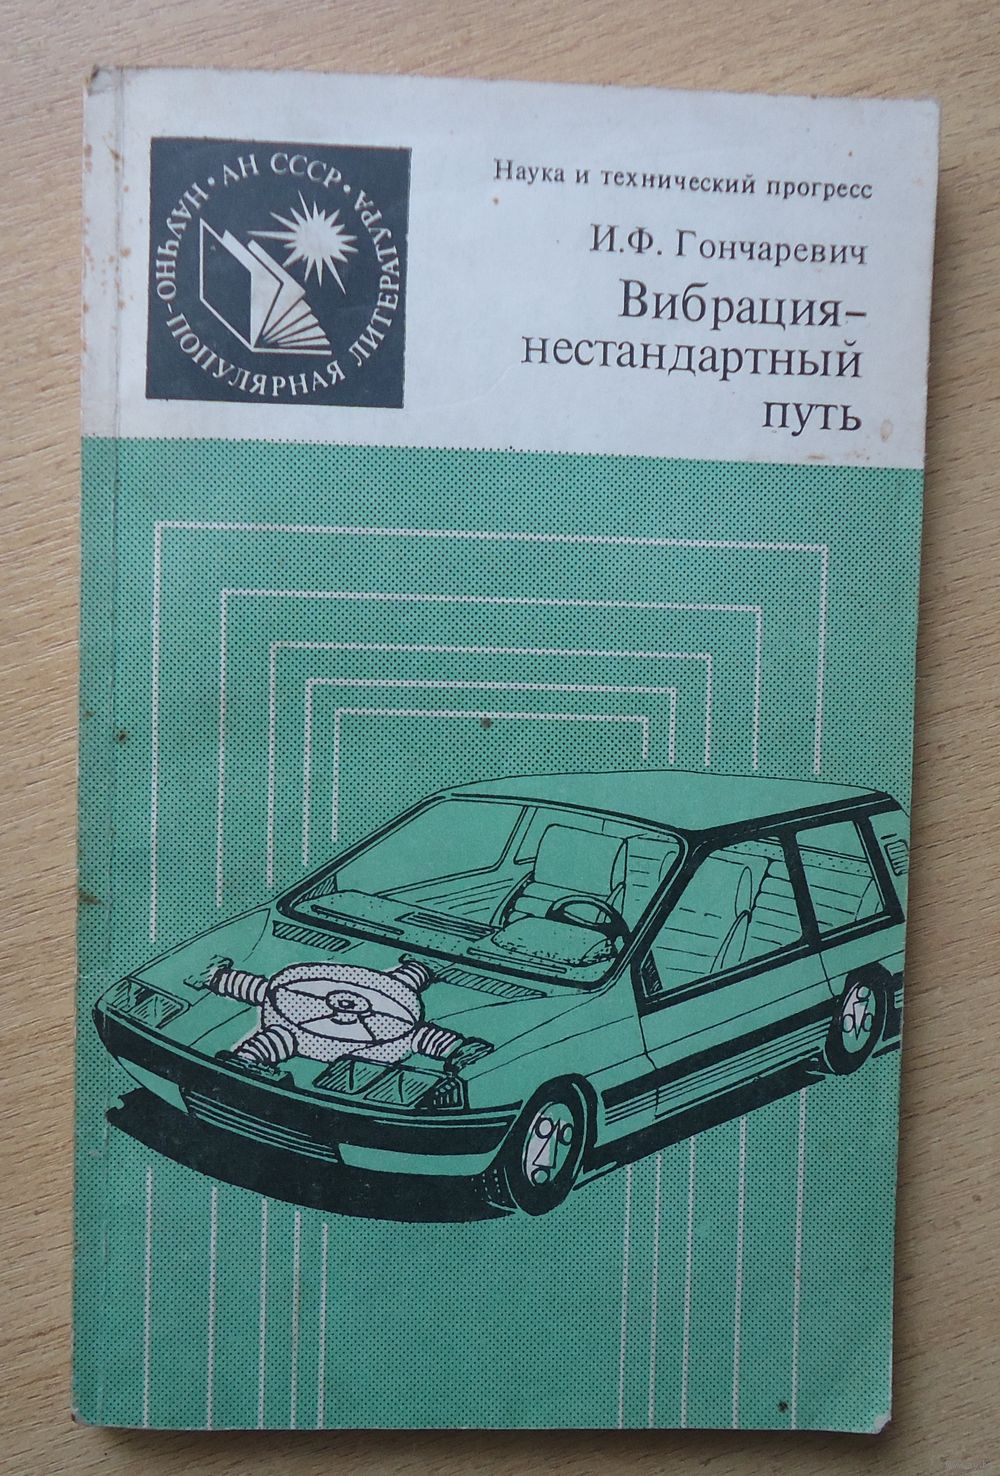 АН СССР • НАУЧНО-ПОПУЛЯРНАЯ ЛИТЕРАТУРА •
Наука и технический прогресс
И.Ф. Гончаревич
Вибрация-
нестандартный
путь